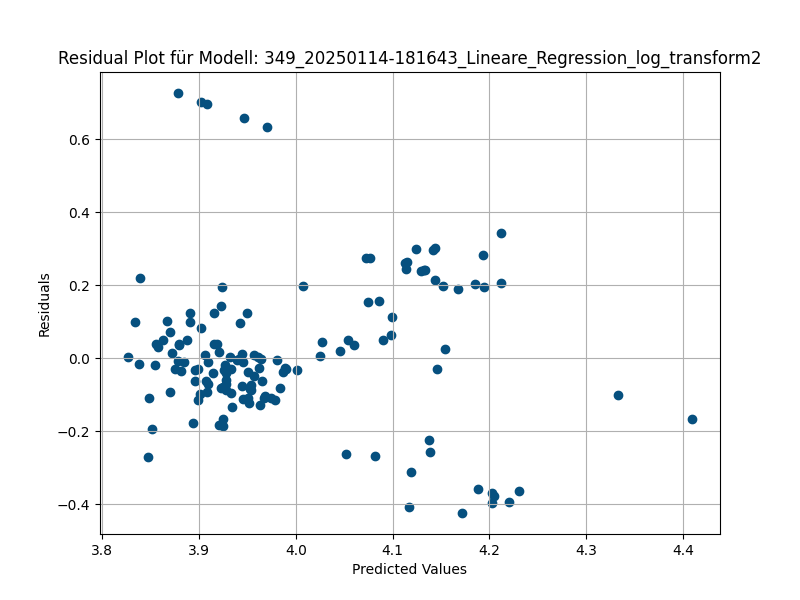 Residual Plot für Modell: 349_20250114-181643_Lineare_Regression_log_transform2
0.6
0.4
0.2
0.0
−0.2
−0.4
Residuals
3.8 3.9 4.0 4.1 4.2 4.3 4.4
Predicted Values